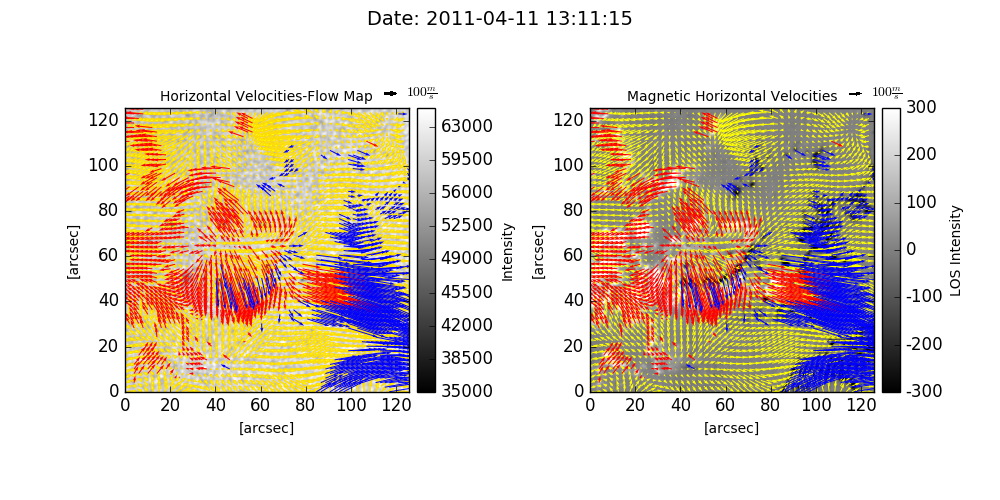 Date: 2011-04-11 13:11:15
Horizontal Velocities-Flow Map
100 m/s
Magnetic Horizontal Velocities
100 m/s
[arcsec]
120
100
80
60
40
20
0
0 20 40 60 80 100 120
[arcsec]
63000
59500
56000
52500
49000
45500
42000
38500
35000
Intensity
[arcsec]
120
100
80
60
40
20
0
0 20 40 60 80 100 120
[arcsec]
300
200
100
0
-100
-200
-300
LOS Intensity